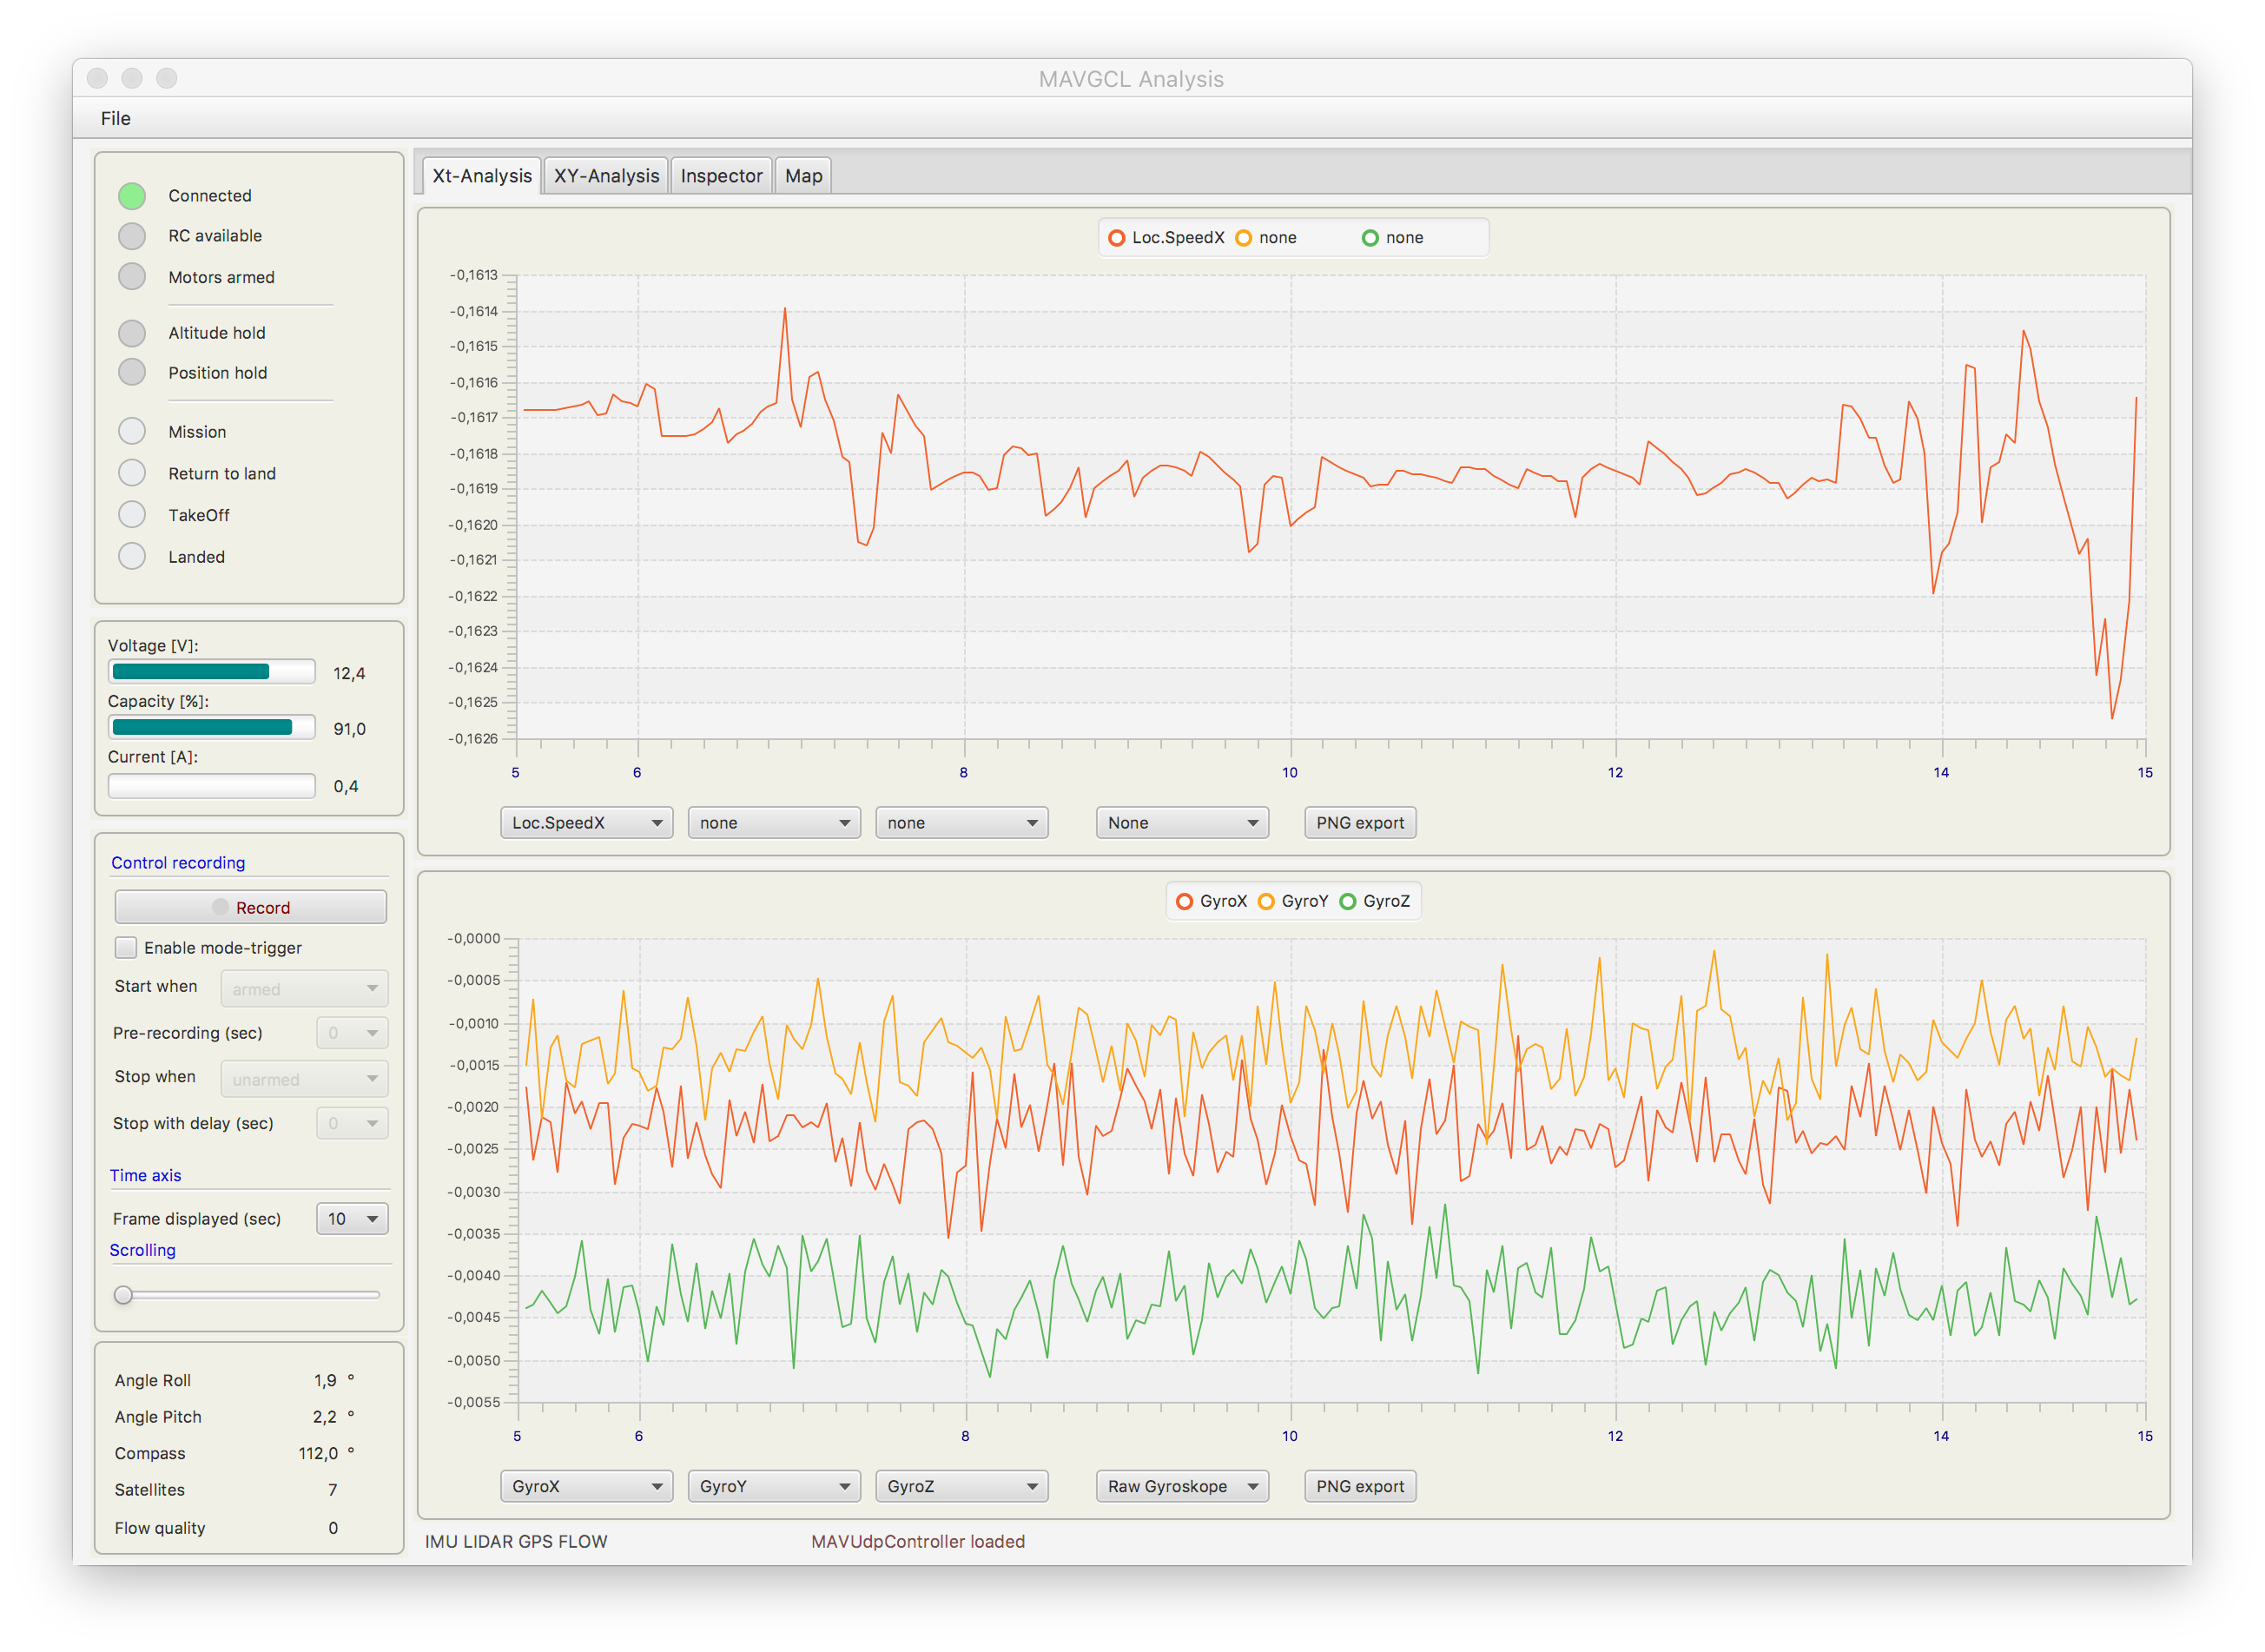 MAVGCL Analysis
File
Connected
RC available
Motors armed
Altitude hold
Position hold
Mission
Return to land
TakeOff
Landed
Voltage [V]:
12,4
Capacity [%]:
91,0
Current [A]:
0,4
Control recording
Record
Enable mode-trigger
Start when armed
Pre-recording (sec) 0
Stop when unarmed
Stop with delay (sec) 0
Time axis
Frame displayed (sec) 10
Scrolling
Angle Roll 1,9 °
Angle Pitch 2,2 °
Compass 112,0 °
Satellites 7
Flow quality 0
Xt-Analysis XY-Analysis Inspector Map
Loc.SpeedX none none
-0,1613
-0,1614
-0,1615
-0,1616
-0,1617
-0,1618
-0,1619
-0,1620
-0,1621
-0,1622
-0,1623
-0,1624
-0,1625
-0,1626
5 6 8 10 12 14 15
Loc.SpeedX none none None PNG export
GyroX GyroY GyroZ
-0,0000
-0,0005
-0,0010
-0,0015
-0,0020
-0,0025
-0,0030
-0,0035
-0,0040
-0,0045
-0,0050
-0,0055
5 6 8 10 12 14 15
GyroX GyroY GyroZ Raw Gyroskope PNG export
IMU LIDAR GPS FLOW MAVUdpController loaded